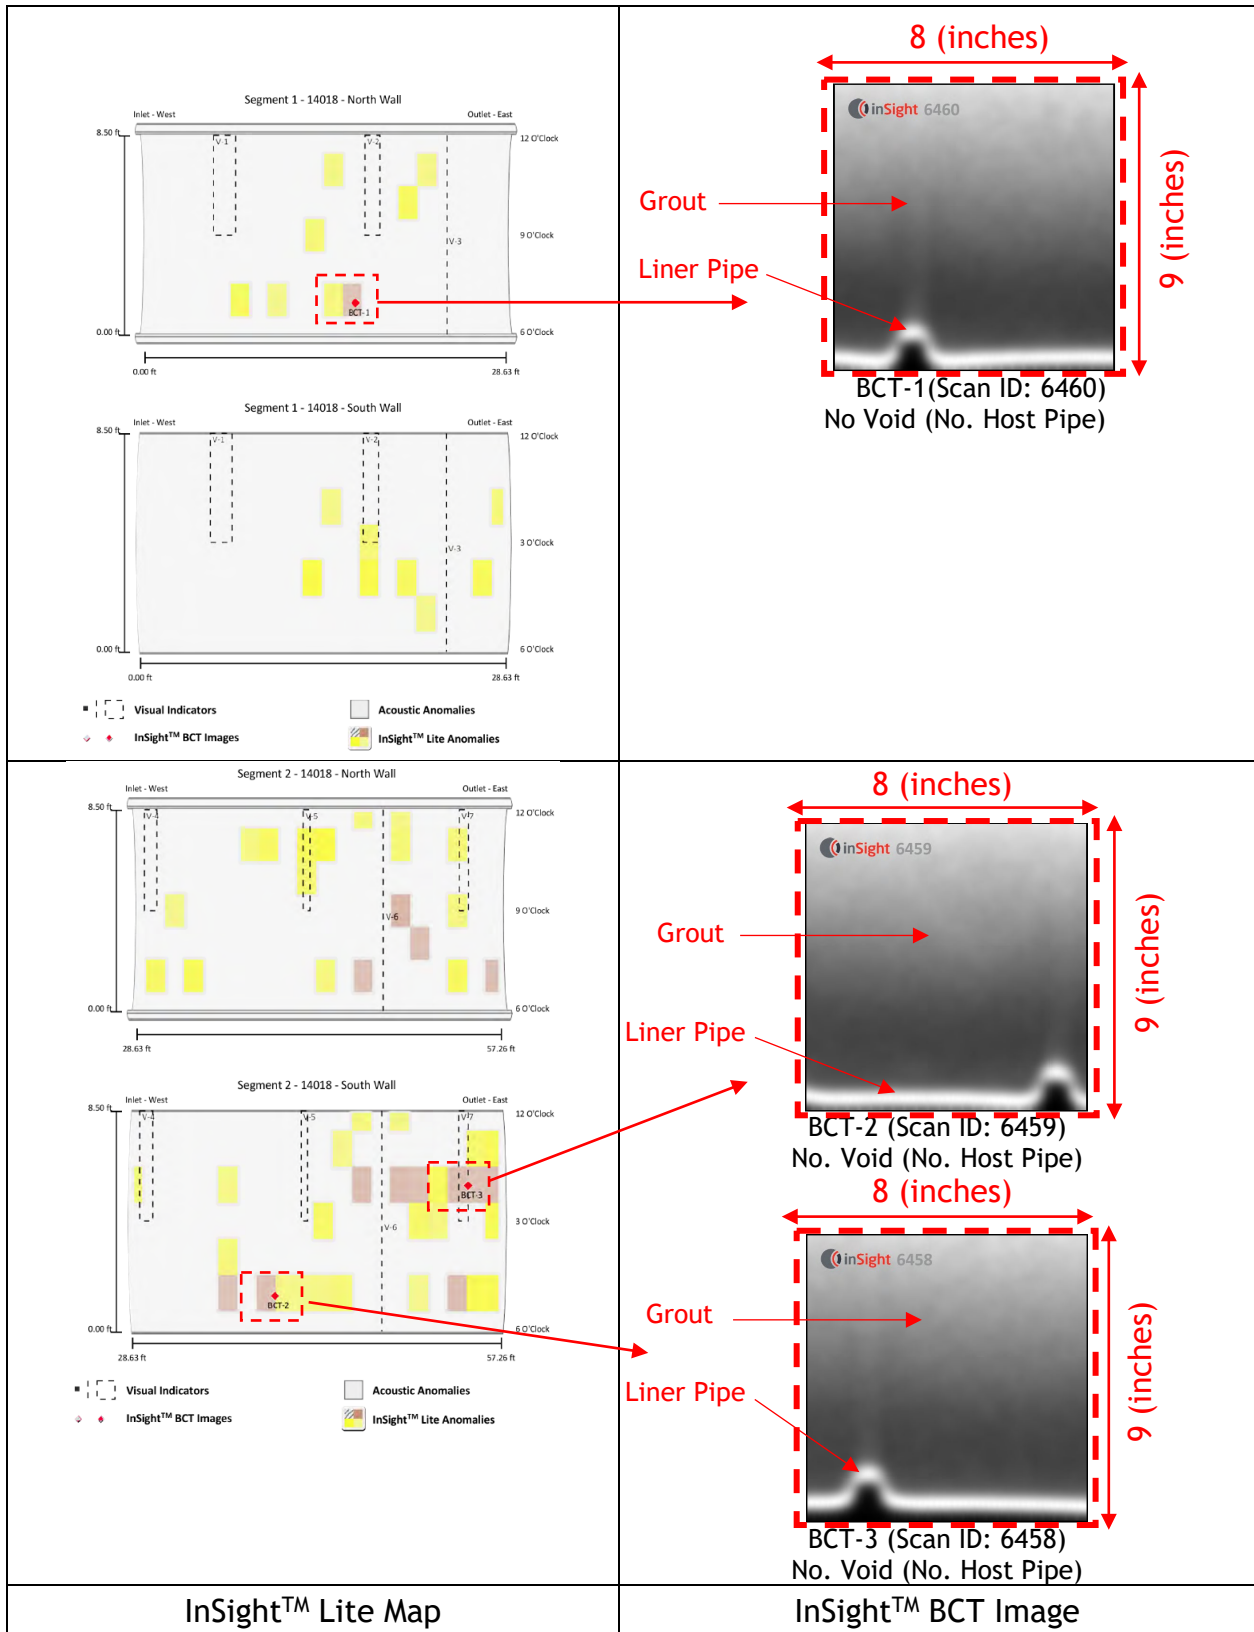 Segment 1 - 14018 - North Wall
Inlet - West
Outlet - East
8.50 ft
12 O'Clock
V-1
V-2
9 O'Clock
V-3
BCT-1
0.00 ft
6 O'Clock
0.00 ft
28.63 ft
Segment 1 - 14018 - South Wall
Inlet - West
Outlet - East
8.50 ft
12 O'Clock
V-1
V-2
3 O'Clock
V-3
0.00 ft
6 O'Clock
0.00 ft
28.63 ft
Visual Indicators
Acoustic Anomalies
InSight™ BCT Images
InSight™ Lite Anomalies
8 (inches)
inSight 6460
Grout
Liner Pipe
9 (inches)
BCT-1(Scan ID: 6460)
No Void (No. Host Pipe)
Segment 2 - 14018 - North Wall
Inlet - West
Outlet - East
8.50 ft
12 O'Clock
V-4
V-5
V-7
9 O'Clock
V-6
0.00 ft
6 O'Clock
28.63 ft
57.26 ft
Segment 2 - 14018 - South Wall
Inlet - West
Outlet - East
8.50 ft
12 O'Clock
V-4
V-5
V-7
BCT-3
3 O'Clock
V-6
BCT-2
0.00 ft
6 O'Clock
28.63 ft
57.26 ft
Visual Indicators
Acoustic Anomalies
InSight™ BCT Images
InSight™ Lite Anomalies
8 (inches)
inSight 6459
Grout
Liner Pipe
9 (inches)
BCT-2 (Scan ID: 6459)
No. Void (No. Host Pipe)
8 (inches)
inSight 6458
Grout
Liner Pipe
9 (inches)
BCT-3 (Scan ID: 6458)
No. Void (No. Host Pipe)
InSight™ Lite Map
InSight™ BCT Image